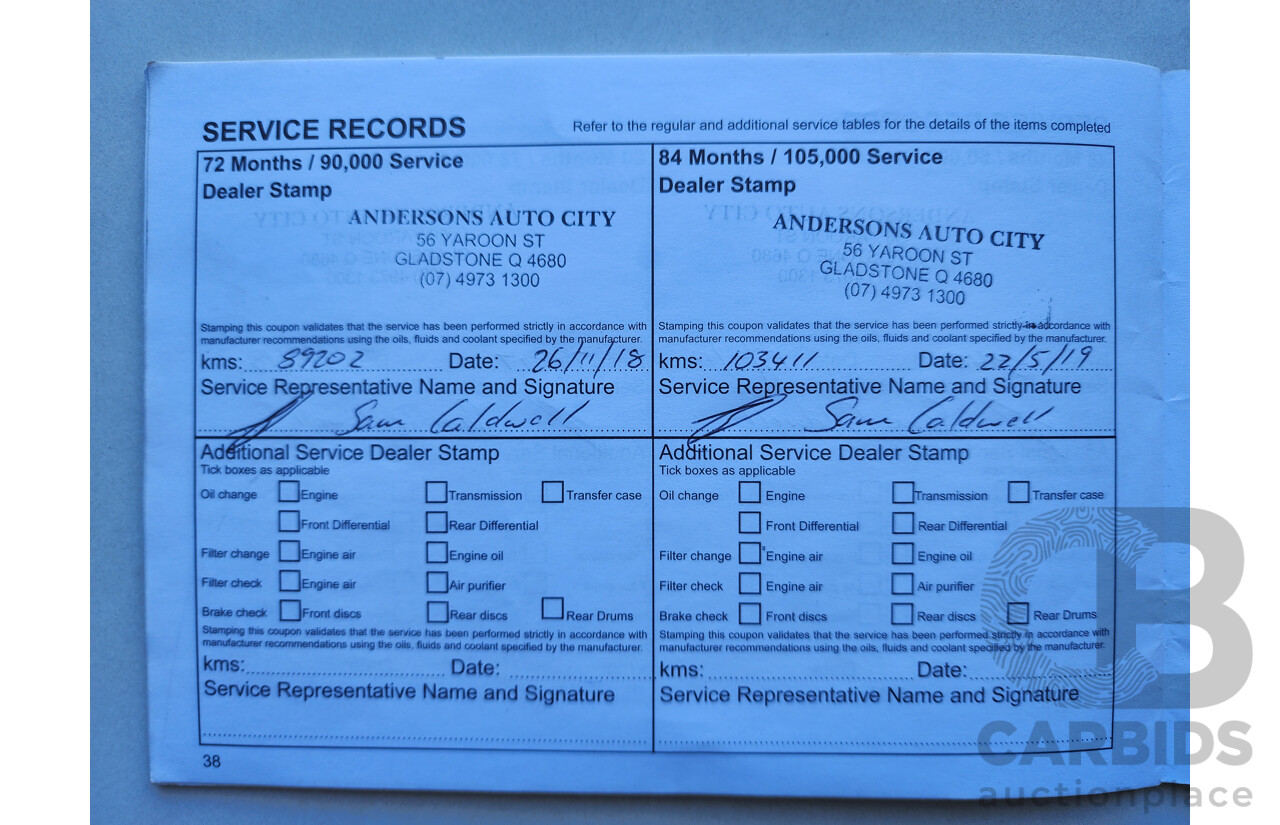 SERVICE RECORDS
Refer to the regular and additional service tables for the details of the items completed
72 Months / 90,000 Service
Dealer Stamp
ANDERSONS AUTO CITY
56 YAROON ST
GLADSTONE Q 4680
(07) 4973 1300
Stamping this coupon validates that the service has been performed strictly in accordance with
manufacturer recommendations using the oils, fluids and coolant specified by the manufacturer.
kms: 89202 Date: 26/11/18
Service Representative Name and Signature
Sam Caldwell
Additional Service Dealer Stamp
Tick boxes as applicable
Oil change Engine Transmission Transfer case
Front Differential Rear Differential
Filter change Engine air Engine oil
Filter check Engine air Air purifier
Brake check Front discs Rear discs Rear Drums
Stamping this coupon validates that the service has been performed strictly in accordance with
manufacturer recommendations using the oils, fluids and coolant specified by the manufacturer.
kms: Date:
Service Representative Name and Signature
38
84 Months / 105,000 Service
Dealer Stamp
ANDERSONS AUTO CITY
56 YAROON ST
GLADSTONE Q 4680
(07) 4973 1300
Stamping this coupon validates that the service has been performed strictly in accordance with
manufacturer recommendations using the oils, fluids and coolant specified by the manufacturer.
kms: 103411 Date: 22/5/19
Service Representative Name and Signature
Sam Caldwell
Additional Service Dealer Stamp
Tick boxes as applicable
Oil change Engine Transmission Transfer case
Front Differential Rear Differential
Filter change Engine air Engine oil
Filter check Engine air Air purifier
Brake check Front discs Rear discs Rear Drums
Stamping this coupon validates that the service has been performed strictly in accordance with
manufacturer recommendations using the oils, fluids and coolant specified by the manufacturer.
kms: Date:
Service Representative Name and Signature
CARBIDS
auctionplace